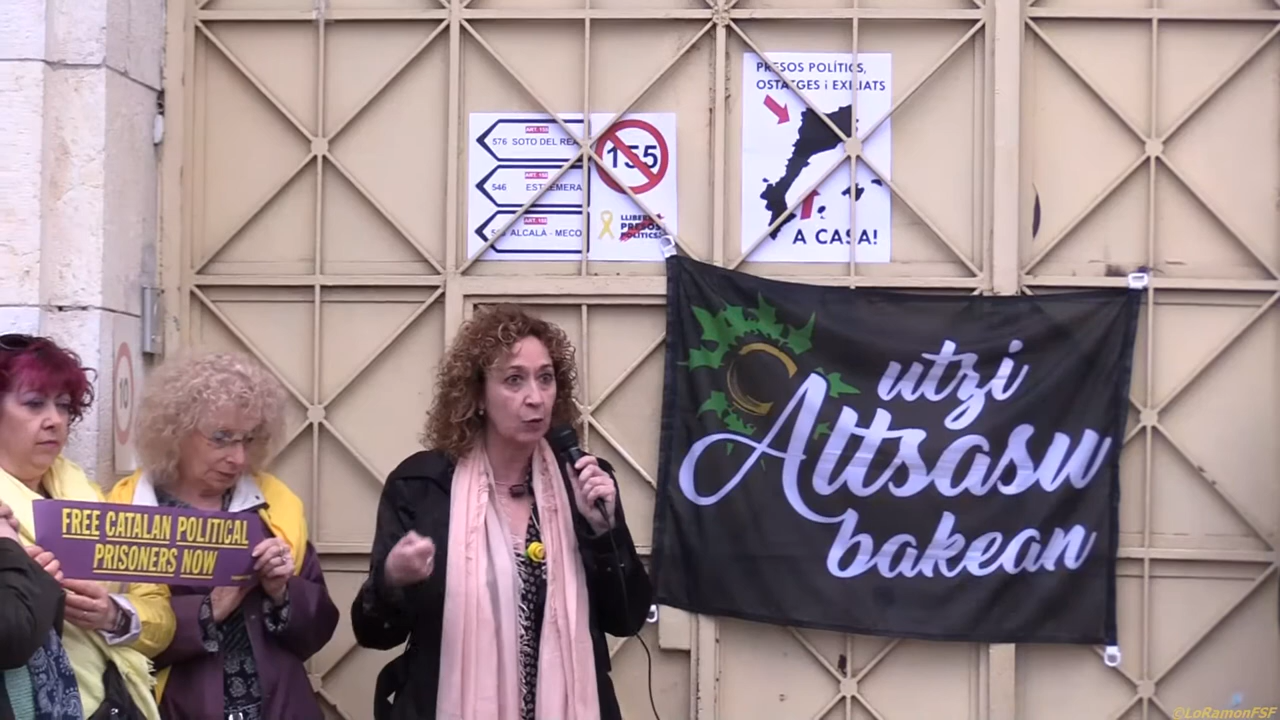 PRESOS POLÍTICS,
OSTATGES i EXILIATS
A CASA!
ART. 155
576 SOTO DEL REA
ART. 155
546 ESTREMERA
ART. 155
ALCALÁ - MECO
155
LLIBERTAT
PRESOS
POLÍTICS
utzi
Altsasu
bakean
10
FREE CATALAN POLITICAL
PRISONERS NOW
©LoRamonFSF